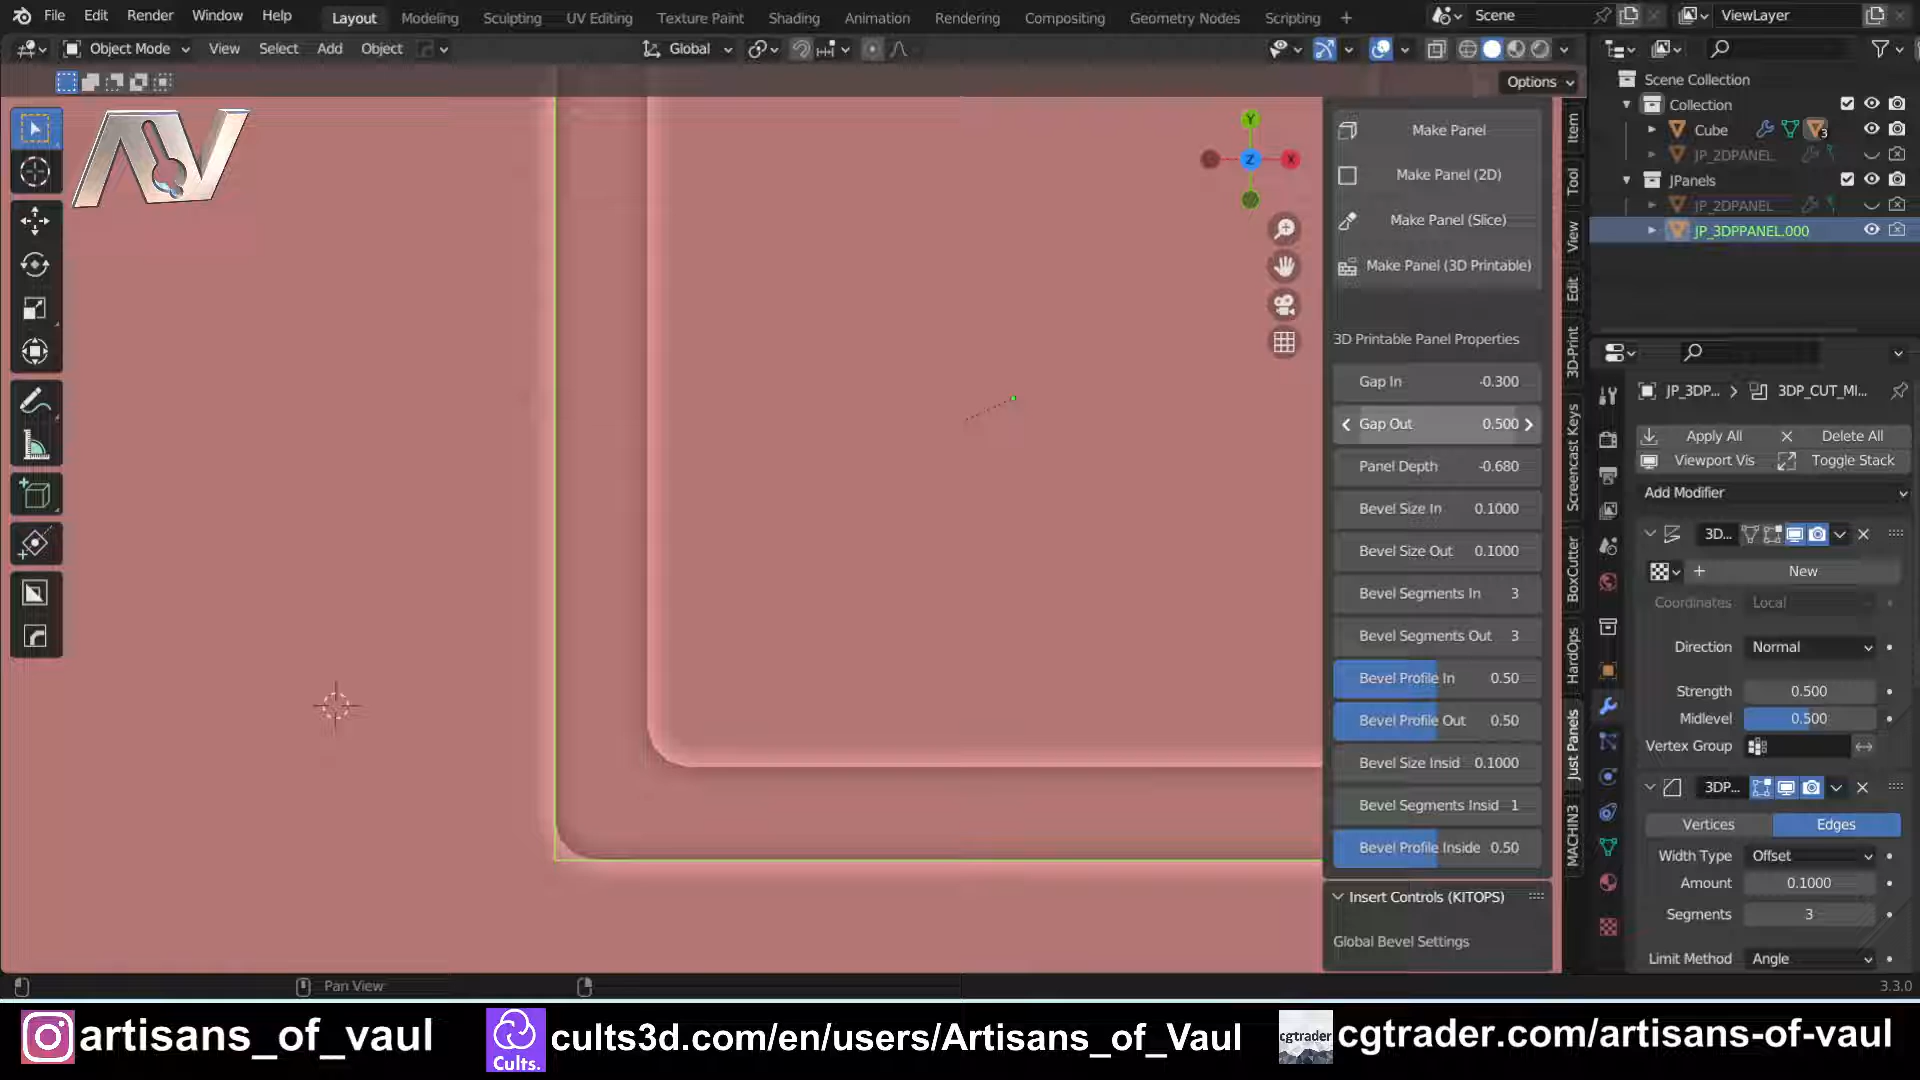 File Edit Render Window Help Layout Modeling Sculpting UV Editing Texture Paint Shading Animation Rendering Compositing Geometry Nodes Scripting + Scene ViewLayer
Object Mode View Select Add Object Global
Options
AV
Y
Z X
Make Panel
Make Panel (2D)
Make Panel (Slice)
Make Panel (3D Printable)
3D Printable Panel Properties
Gap In -0.300
Gap Out 0.500
Panel Depth -0.680
Bevel Size In 0.1000
Bevel Size Out 0.1000
Bevel Segments In 3
Bevel Segments Out 3
Bevel Profile In 0.50
Bevel Profile Out 0.50
Bevel Size Insid 0.1000
Bevel Segments Insid 1
Bevel Profile Inside 0.50
Insert Controls (KITOPS)
Global Bevel Settings
Item
Tool
View
Edit
3D-Print
Screencast Keys
BoxCutter
HardOps
Just Panels
MACHIN3
Scene Collection
Collection
Cube 3
JP_2DPANEL
JPanels
JP_2DPANEL
JP_3DPPANEL.000
JP_3DP... 3DP_CUT_MI...
Apply All Delete All
Viewport Vis Toggle Stack
Add Modifier
3D...
New
Coordinates Local
Direction Normal
Strength 0.500
Midlevel 0.500
Vertex Group
3DP...
Vertices Edges
Width Type Offset
Amount 0.1000
Segments 3
Limit Method Angle
Pan View 3.3.0
artisans_of_vaul Cults. cults3d.com/en/users/Artisans_of_Vaul cgtrader cgtrader.com/artisans-of-vaul